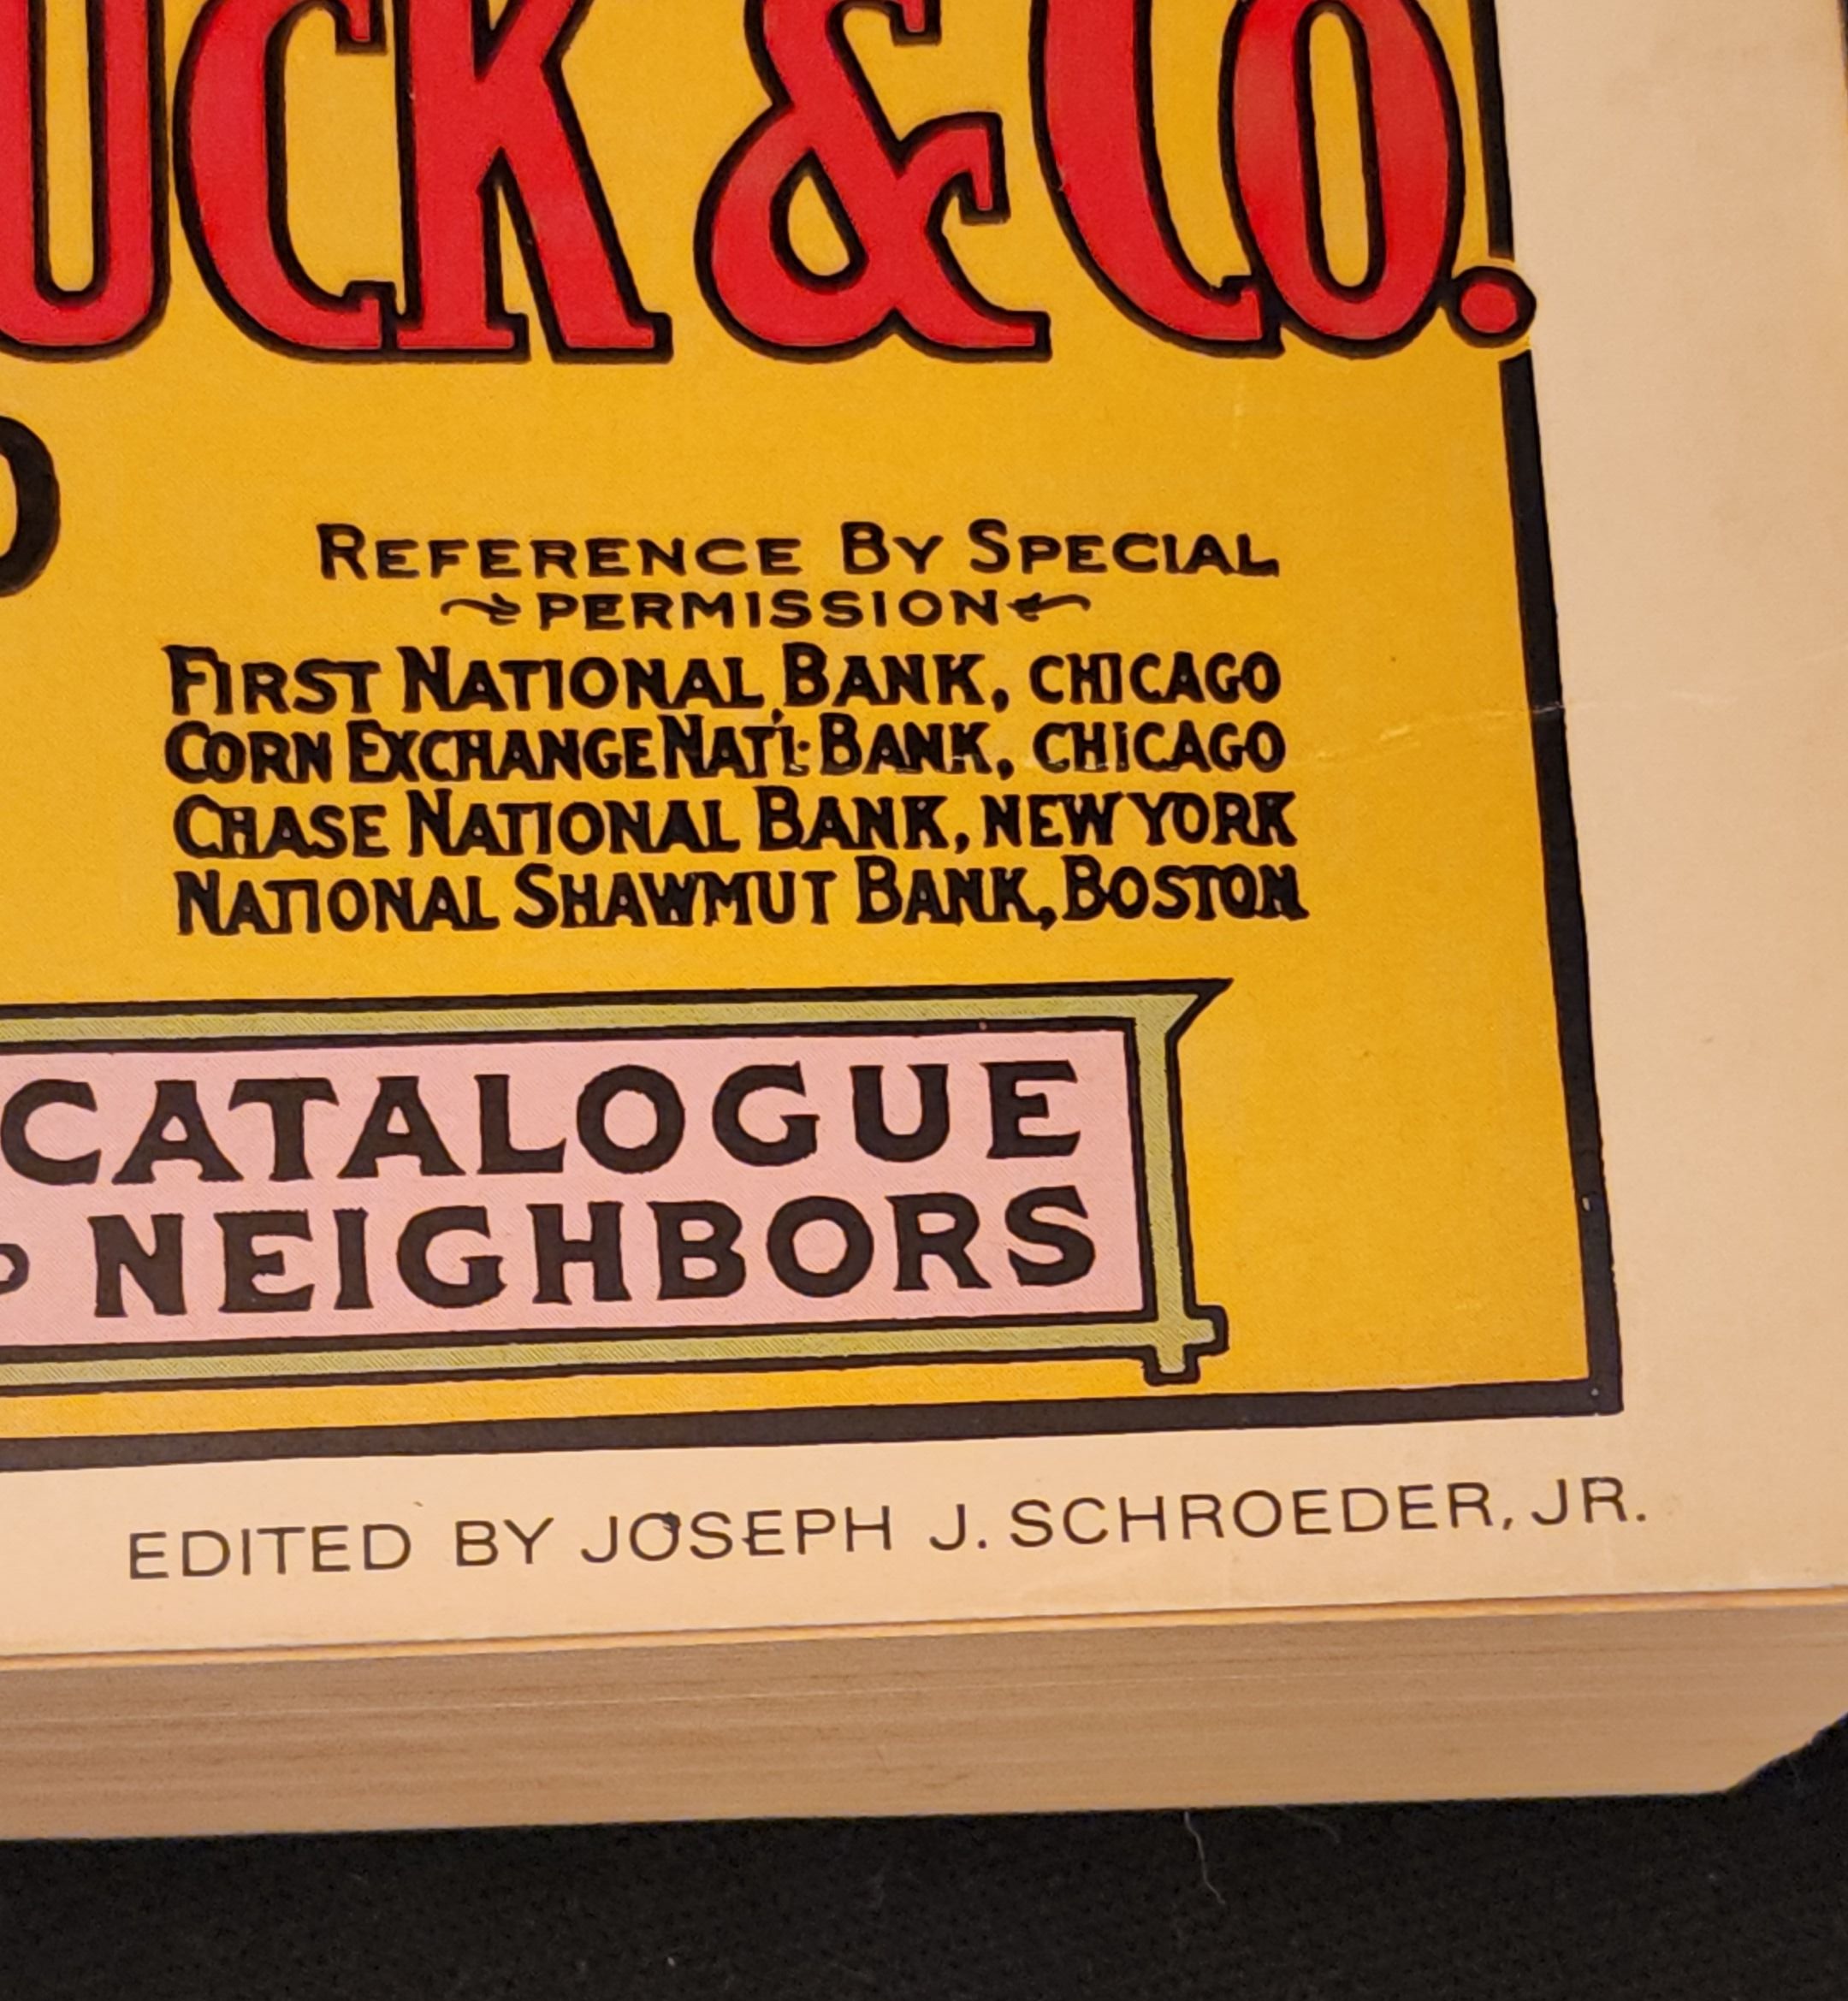 UCK & CO.
REFERENCE BY SPECIAL
PERMISSION
FIRST NATIONAL BANK, CHICAGO
CORN EXCHANGE NAT'L BANK, CHICAGO
CHASE NATIONAL BANK, NEW YORK
NATIONAL SHAWMUT BANK, BOSTON
CATALOGUE
NEIGHBORS
EDITED BY JOSEPH J. SCHROEDER, JR.